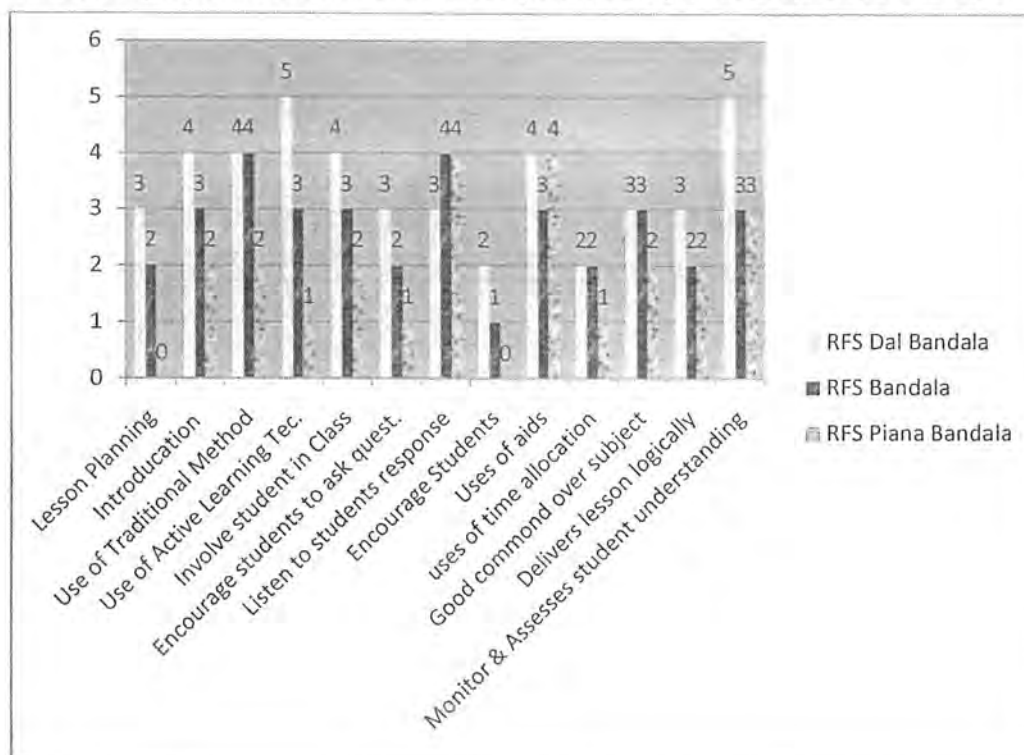 6
5 5
5
4 44 4 44 4 4
4
3 3 3 3 3 3 3 33 3 33
3
2 2 2 2 2 2 22 2 22
2
1 1 1 1
1
0 0
0
Lesson Planning
Introducation
Use of Traditional Method
Use of Active Learning Tec.
Involve student in Class
Encourage students to ask quest.
Listen to students response
Encourage Students
Uses of aids
uses of time allocation
Good commond over subject
Delivers lesson logically
Monitor & Assesses student understanding
RFS Dal Bandala
RFS Bandala
RFS Piana Bandala